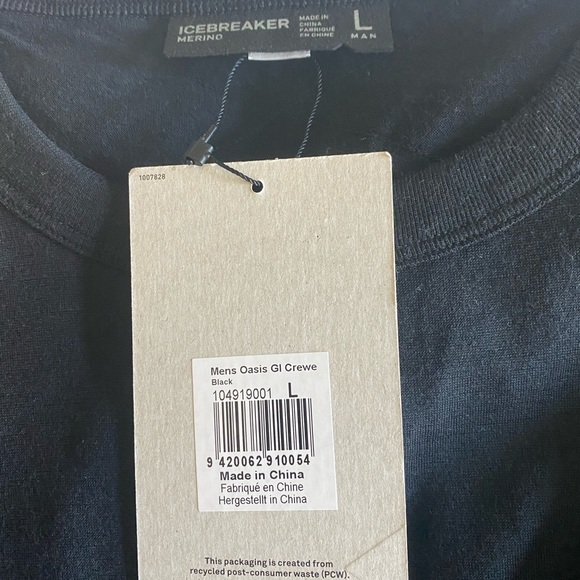 ICEBREAKER
MERINO
MADE IN
CHINA
FABRIQUÉ
EN CHINE
L
MAN
1007828
Mens Oasis GI Crewe
Black
104919001 L
9 420062 910054
Made in China
Fabriqué en Chine
Hergestellt in China
This packaging is created from
recycled post-consumer waste (PCW).